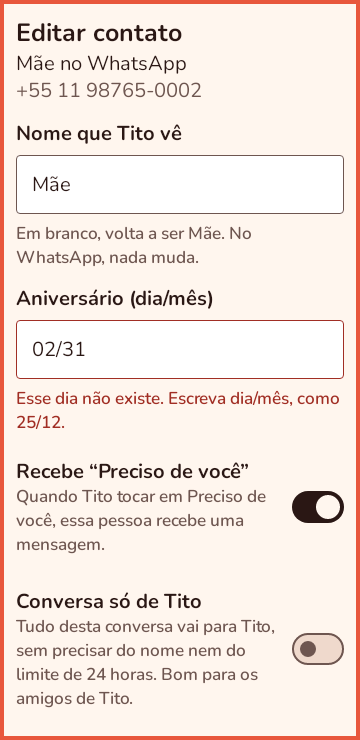 Editar contato
Mãe no WhatsApp
+55 11 98765-0002
Nome que Tito vê
Mãe
Em branco, volta a ser Mãe. No
WhatsApp, nada muda.
Aniversário (dia/mês)
02/31
Esse dia não existe. Escreva dia/mês, como
25/12.
Recebe “Preciso de você”
Quando Tito tocar em Preciso de
você, essa pessoa recebe uma
mensagem.
Conversa só de Tito
Tudo desta conversa vai para Tito,
sem precisar do nome nem do
limite de 24 horas. Bom para os
amigos de Tito.